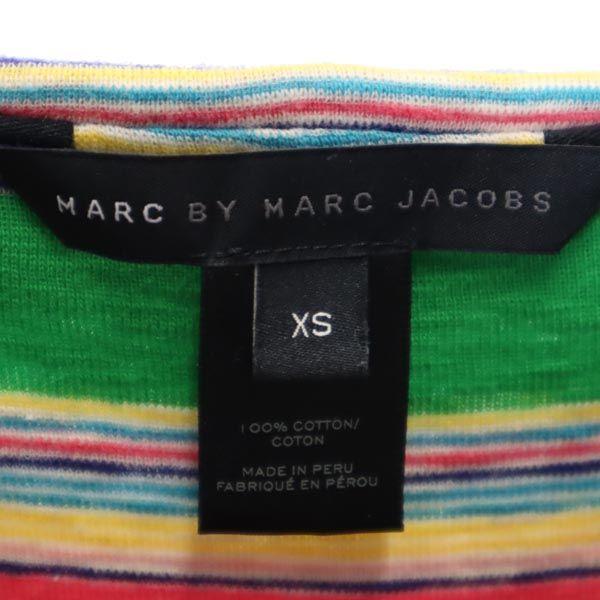 MARC BY MARC JACOBS
XS
100% COTTON/
COTON
MADE IN PERU
FABRIQUÉ EN PÉROU